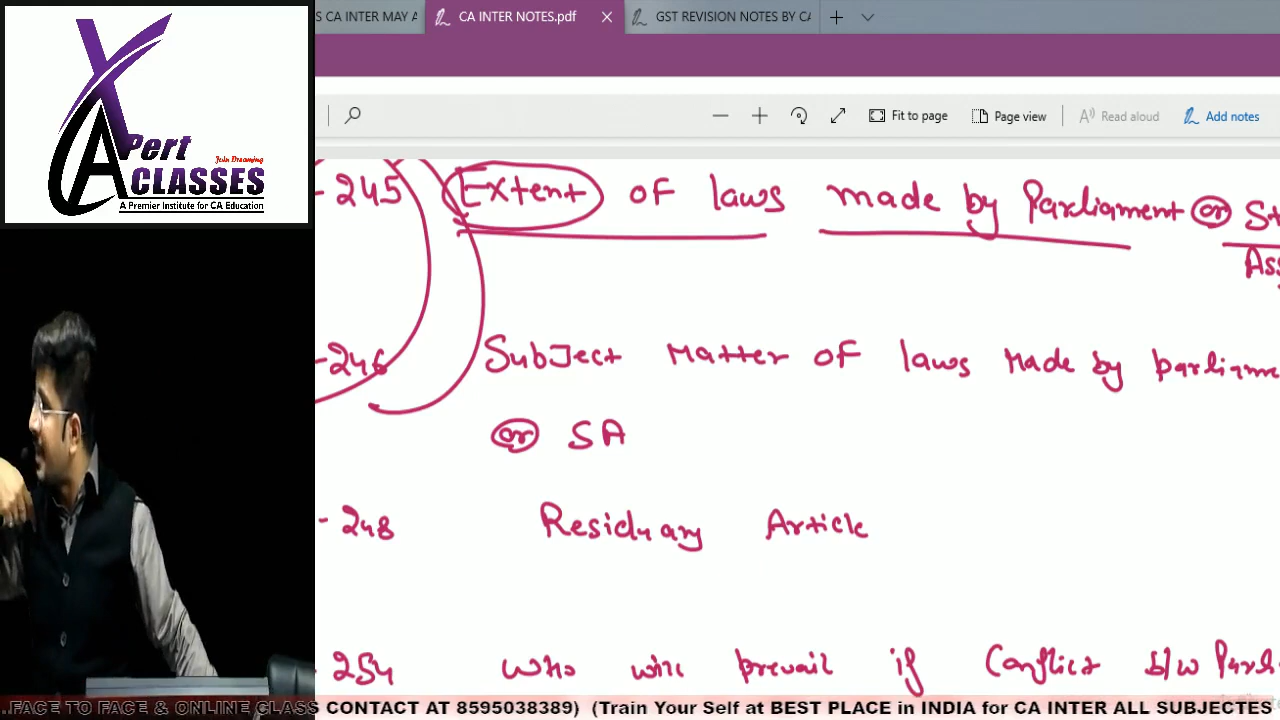 S CA INTER MAY A
CA INTER NOTES.pdf
GST REVISION NOTES BY CA
Fit to page
Page view
Read aloud
Add notes
XPert
Join Dreaming
CA CLASSES
A Premier Institute for CA Education
-245 Extent of laws made by Parliament or St
Ass
-246 Subject Matter of laws Made by parliame
or SA
-248 Residuary Article
-254 who will prevail if Conflict b/w Parli
..FACE TO FACE & ONLINE CLASS CONTACT AT 8595038389) (Train Your Self at BEST PLACE in INDIA for CA INTER ALL SUBJECTES